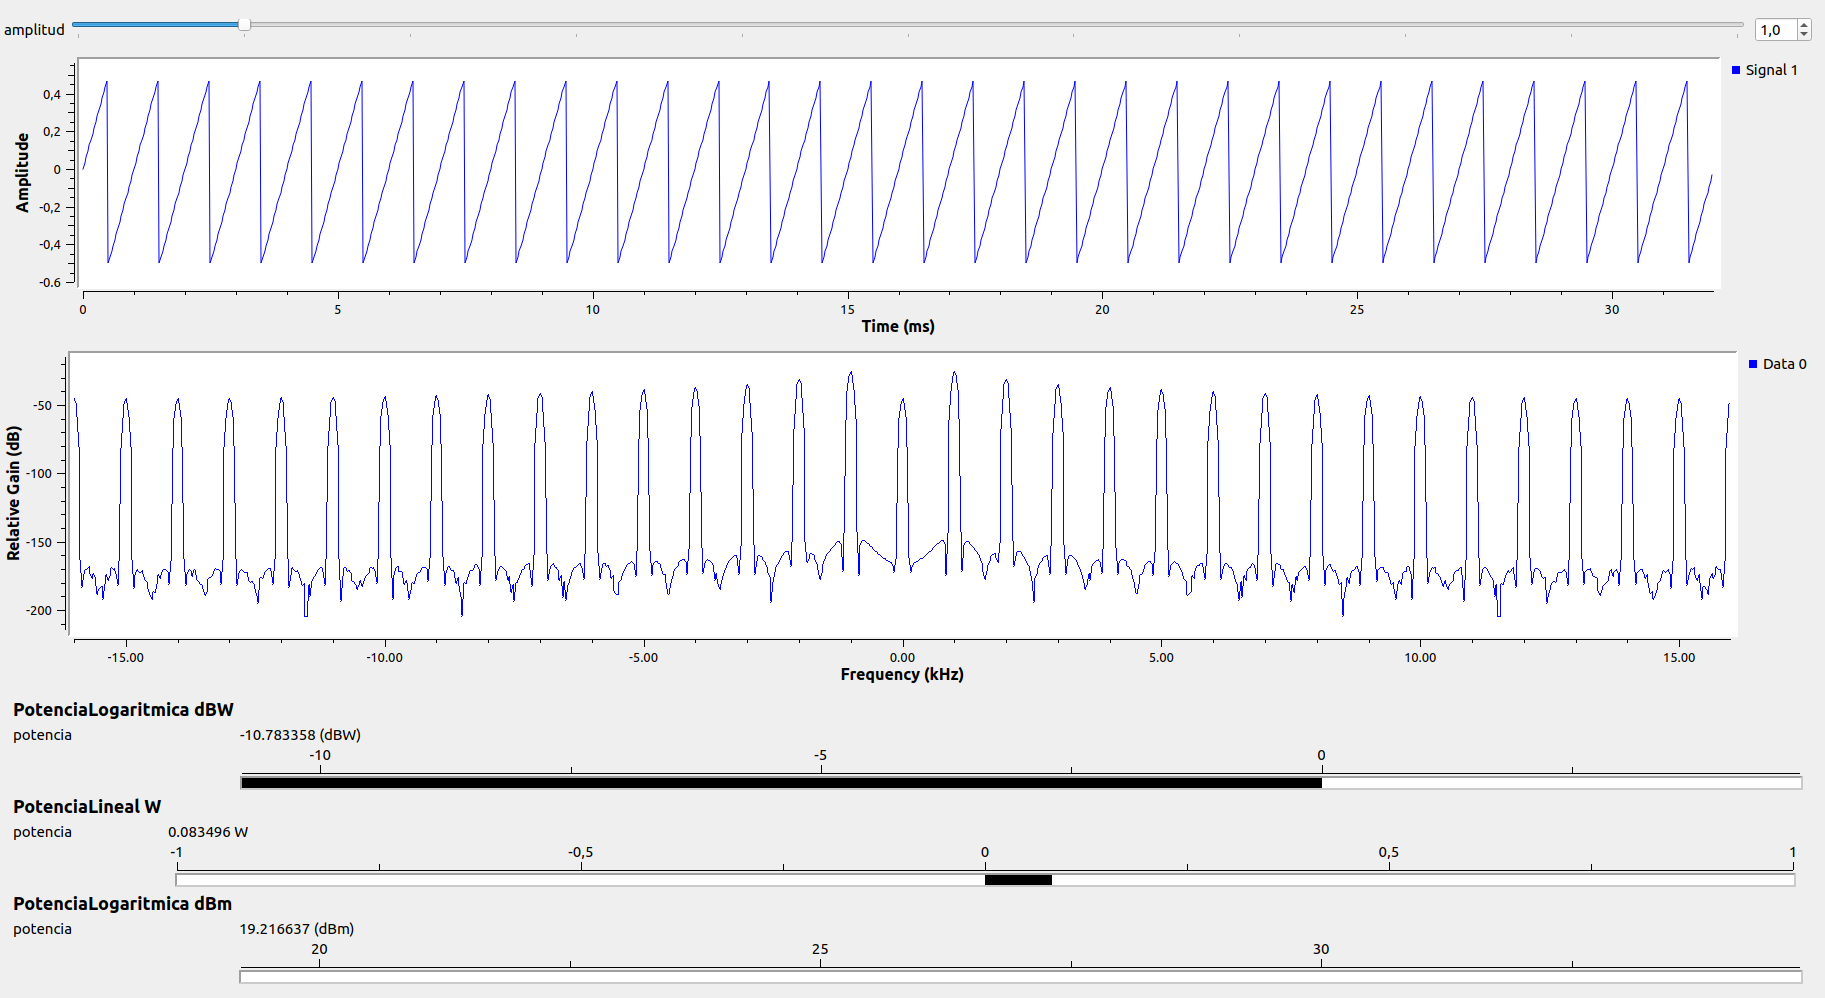 amplitud
1,0
Signal 1
Amplitude
0,4
0,2
0
-0,2
-0,4
-0.6
0 5 10 15 20 25 30
Time (ms)
Data 0
Relative Gain (dB)
-50
-100
-150
-200
-15.00 -10.00 -5.00 0.00 5.00 10.00 15.00
Frequency (kHz)
PotenciaLogaritmica dBW
potencia -10.783358 (dBW)
-10 -5 0
PotenciaLineal W
potencia 0.083496 W
-1 -0,5 0 0,5 1
PotenciaLogaritmica dBm
potencia 19.216637 (dBm)
20 25 30